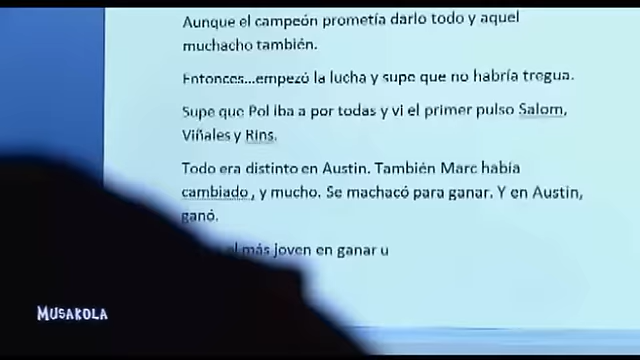 Aunque el campeón prometía darlo todo y aquel
muchacho también.
Entonces...empezó la lucha y supe que no habría tregua.
Supe que Pol iba a por todas y vi el primer pulso Salom,
Viñales y Rins.
Todo era distinto en Austin. También Marc había
cambiado , y mucho. Se machacó para ganar. Y en Austin,
ganó.
el más joven en ganar u
MUSAKOLA